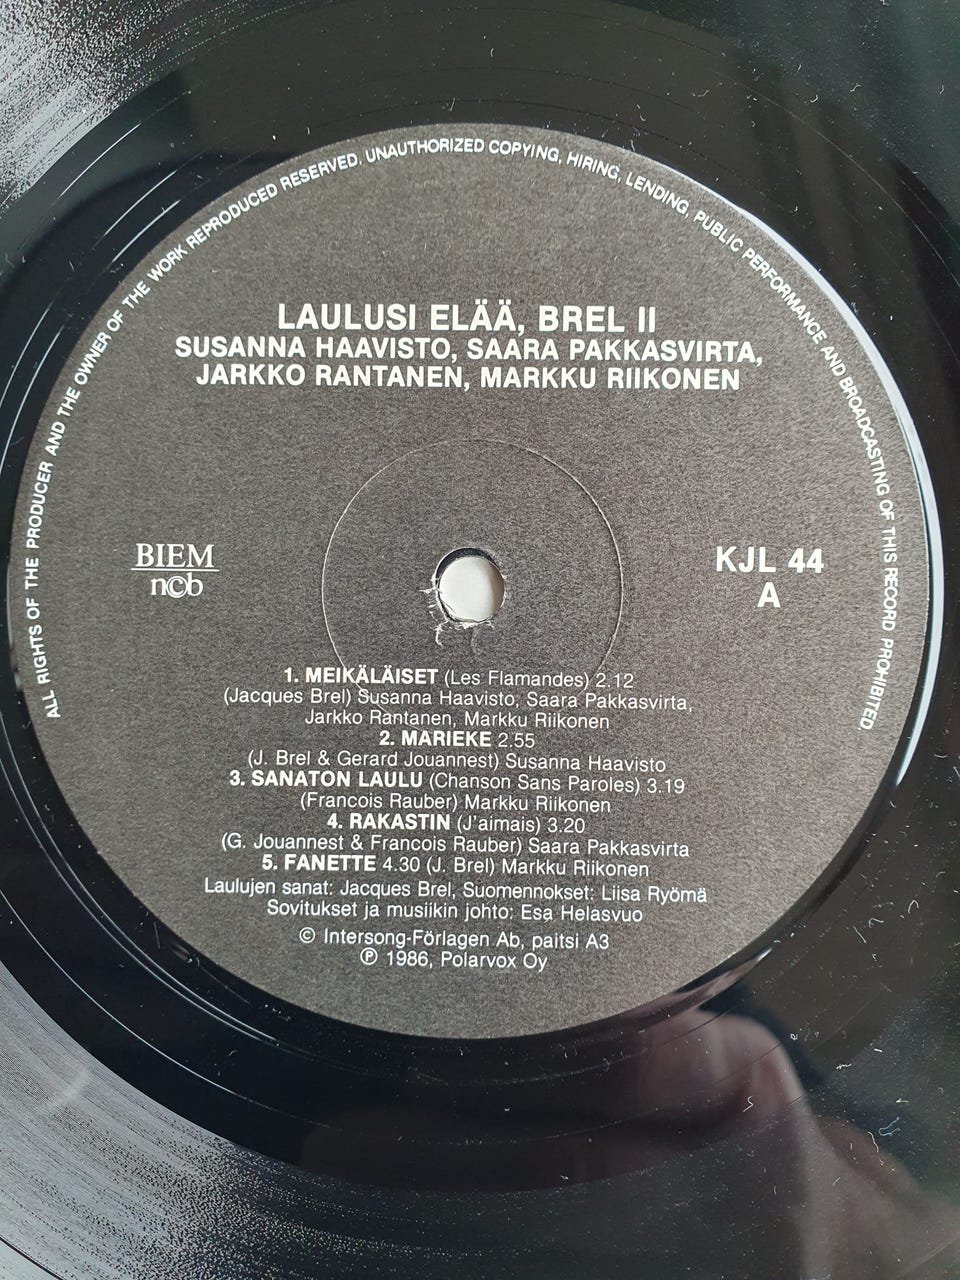 ALL RIGHTS OF THE PRODUCER AND THE OWNER OF THE WORK REPRODUCED RESERVED. UNAUTHORIZED COPYING, HIRING, LENDING, PUBLIC PERFORMANCE AND BROADCASTING OF THIS RECORD PROHIBITED.
LAULUSI ELÄÄ, BREL II
SUSANNA HAAVISTO, SAARA PAKKASVIRTA,
JARKKO RANTANEN, MARKKU RIIKONEN
BIEM
n©b
KJL 44
A
1. MEIKÄLÄISET (Les Flamandes) 2.12
(Jacques Brel) Susanna Haavisto, Saara Pakkasvirta,
Jarkko Rantanen, Markku Riikonen
2. MARIEKE 2.55
(J. Brel & Gerard Jouannest) Susanna Haavisto
3. SANATON LAULU (Chanson Sans Paroles) 3.19
(Francois Rauber) Markku Riikonen
4. RAKASTIN (J'aimais) 3.20
(G. Jouannest & Francois Rauber) Saara Pakkasvirta
5. FANETTE 4.30 (J. Brel) Markku Riikonen
Laulujen sanat: Jacques Brel, Suomennokset: Liisa Ryömä
Sovitukset ja musiikin johto: Esa Helasvuo
© Intersong-Förlagen Ab, paitsi A3
℗ 1986, Polarvox Oy